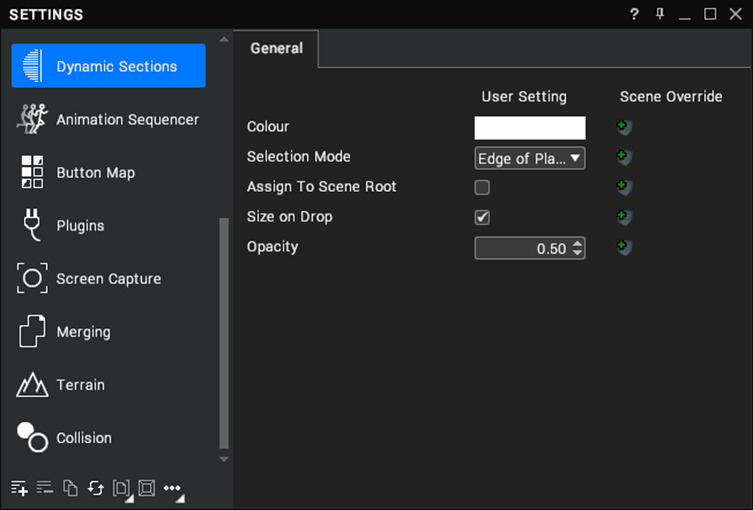 SETTINGS
?
Dynamic Sections
Animation Sequencer
Button Map
Plugins
Screen Capture
Merging
Terrain
Collision
General
User Setting Scene Override
Colour
Selection Mode Edge of Pla...
Assign To Scene Root
Size on Drop
Opacity 0.50